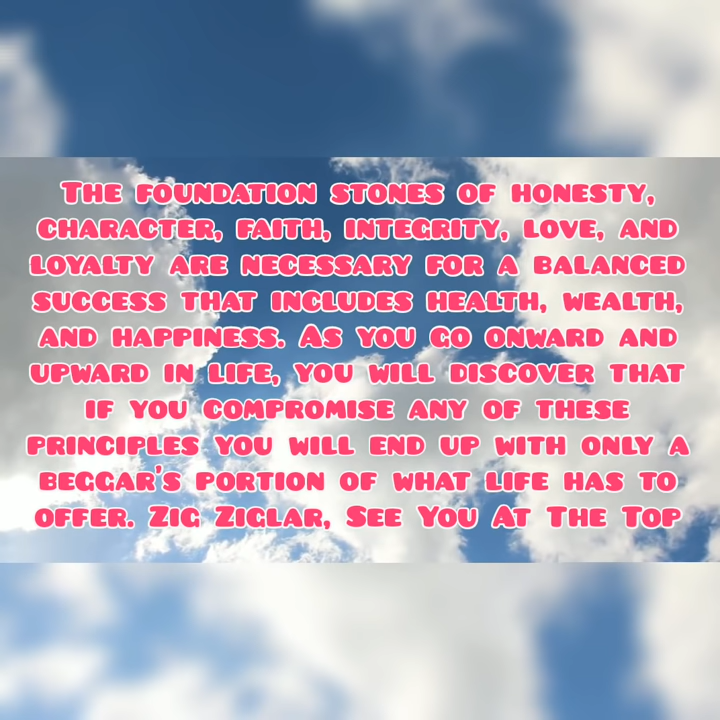 The foundation stones of honesty,
character, faith, integrity, love, and
loyalty are necessary for a balanced
success that includes health, wealth,
and happiness. As you go onward and
upward in life, you will discover that
if you compromise any of these
principles you will end up with only a
beggar's portion of what life has to
offer. Zig Ziglar, See You At The Top